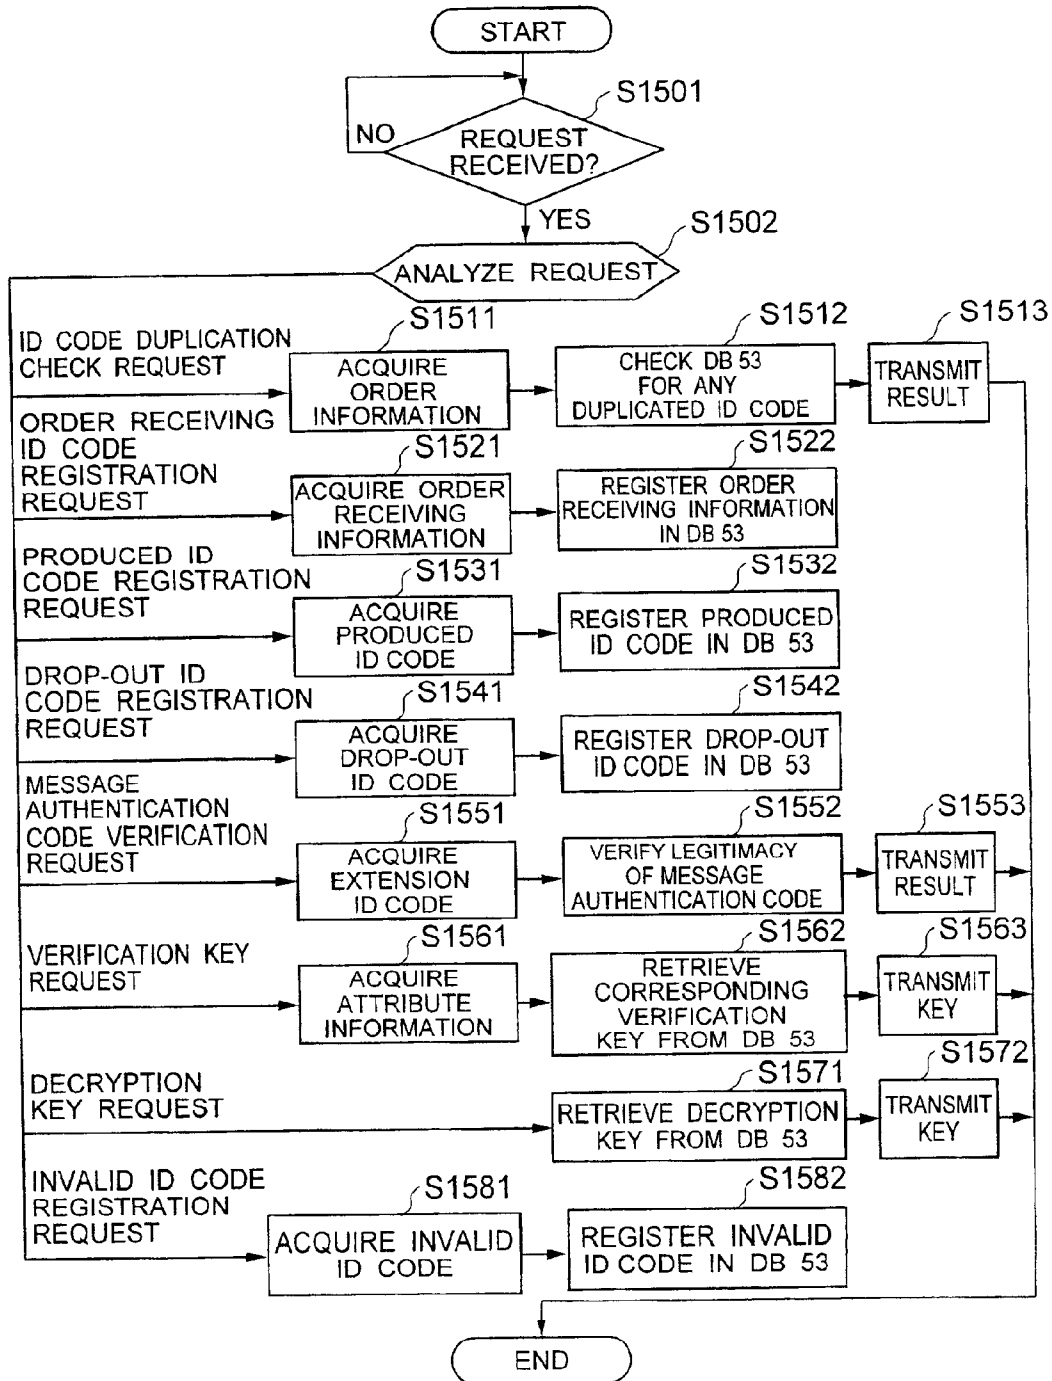 START
S1501
NO
REQUEST
RECEIVED?
YES
S1502
ANALYZE REQUEST
ID CODE DUPLICATION
CHECK REQUEST
S1511
ACQUIRE
ORDER
INFORMATION
S1512
CHECK DB 53
FOR ANY
DUPLICATED ID CODE
S1513
TRANSMIT
RESULT
ORDER RECEIVING
ID CODE
REGISTRATION
REQUEST
S1521
ACQUIRE ORDER
RECEIVING
INFORMATION
S1522
REGISTER ORDER
RECEIVING INFORMATION
IN DB 53
PRODUCED ID
CODE REGISTRATION
REQUEST
S1531
ACQUIRE
PRODUCED
ID CODE
S1532
REGISTER PRODUCED
ID CODE IN DB 53
DROP-OUT ID
CODE REGISTRATION
REQUEST
S1541
ACQUIRE
DROP-OUT
ID CODE
S1542
REGISTER DROP-OUT
ID CODE IN DB 53
MESSAGE
AUTHENTICATION
CODE VERIFICATION
REQUEST
S1551
ACQUIRE
EXTENSION
ID CODE
S1552
VERIFY LEGITIMACY
OF MESSAGE
AUTHENTICATION CODE
S1553
TRANSMIT
RESULT
VERIFICATION KEY
REQUEST
S1561
ACQUIRE
ATTRIBUTE
INFORMATION
S1562
RETRIEVE
CORRESPONDING
VERIFICATION
KEY FROM DB 53
S1563
TRANSMIT
KEY
DECRYPTION
KEY REQUEST
S1571
RETRIEVE DECRYPTION
KEY FROM DB 53
S1572
TRANSMIT
KEY
INVALID ID CODE
REGISTRATION
REQUEST
S1581
ACQUIRE INVALID
ID CODE
S1582
REGISTER INVALID
ID CODE IN DB 53
END